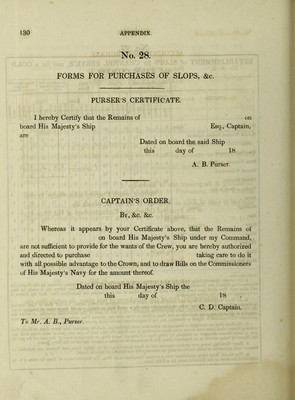 130 APPENDIX.
No. 28.
FORMS FOR PURCHASES OF SLOPS, &c.
PURSER'S CERTIFICATE.
I hereby Certify that the Remains of on
board His Majesty's Ship Esq., Captain,
are
Dated on board the said Ship
this day of 18
A. B. Purser.
CAPTAIN'S ORDER.
By, &c. &c.
Whereas it appears by your Certificate above, that the Remains of
on board His Majesty's Ship under my Command,
are not sufficient to provide for the wants of the Crew, you are hereby authorized
and directed to purchase taking care to do it
with all possible advantage to the Crown, and to draw Bills on the Commissioners
of His Majesty's Navy for the amount thereof.
Dated on board His Majesty's Ship the
this day of 18 .
C. D. Captain.
To Mr. A. B., Purser.